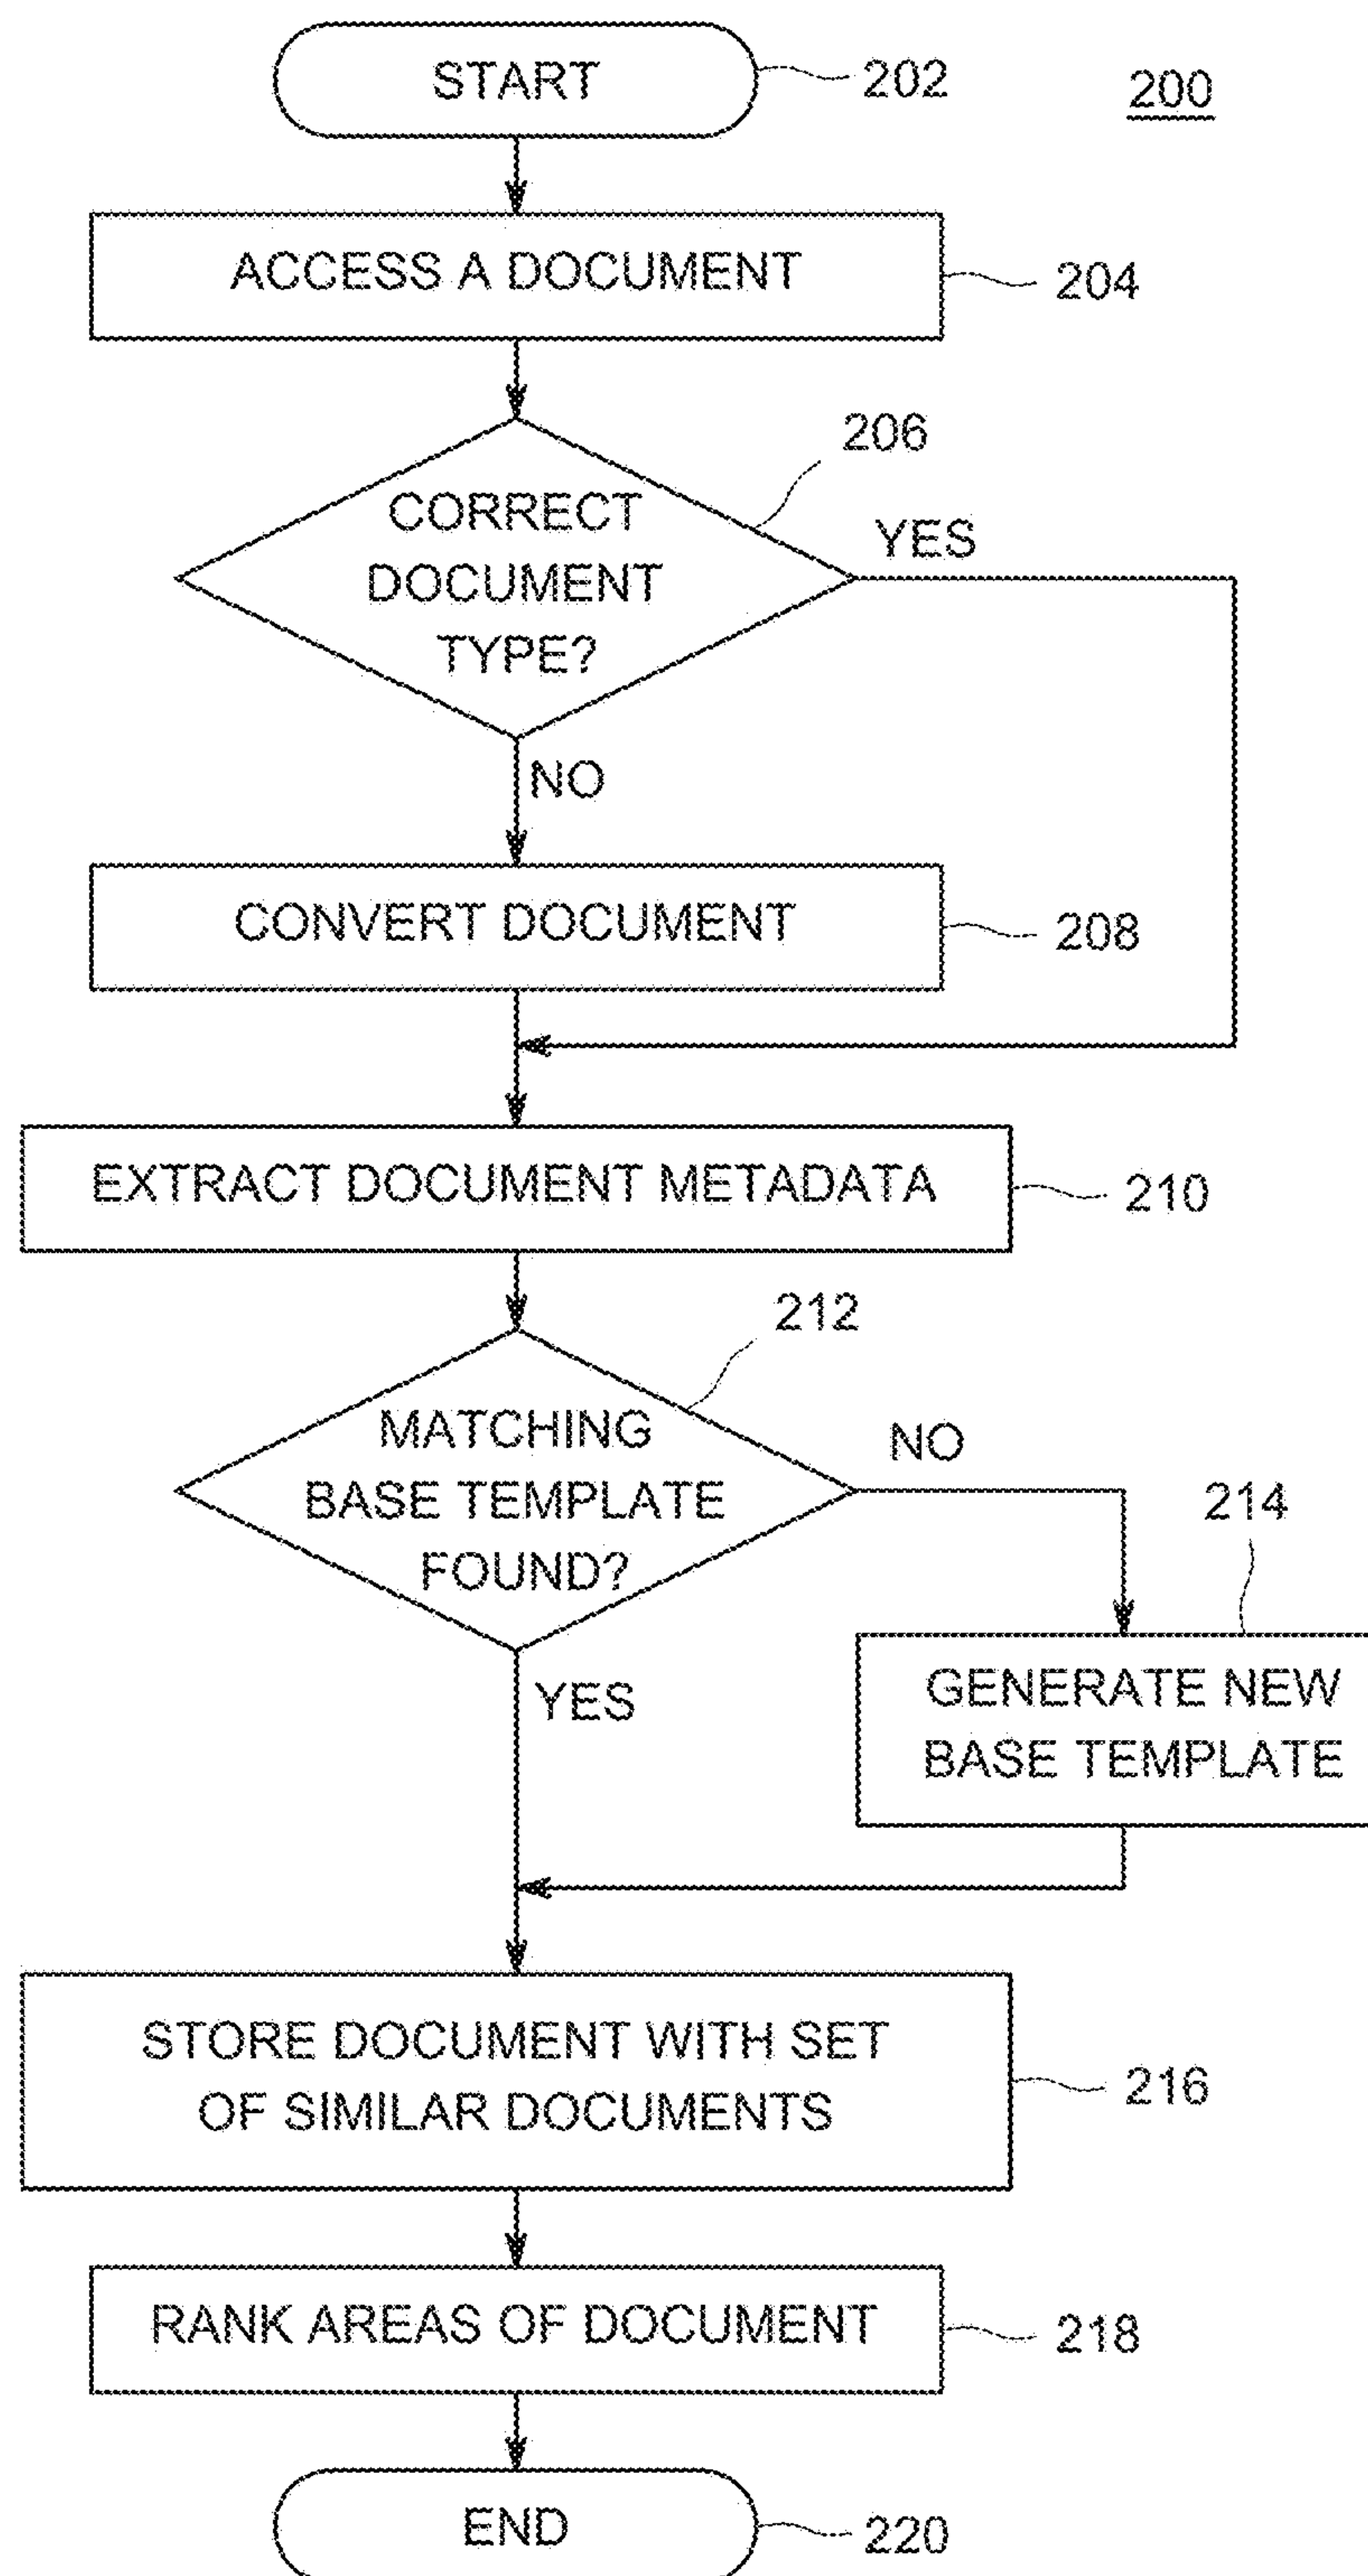 START
202
200
ACCESS A DOCUMENT
204
206
CORRECT
DOCUMENT
TYPE?
YES
NO
CONVERT DOCUMENT
208
EXTRACT DOCUMENT METADATA
210
212
MATCHING
BASE TEMPLATE
FOUND?
NO
214
YES
GENERATE NEW
BASE TEMPLATE
STORE DOCUMENT WITH SET
OF SIMILAR DOCUMENTS
216
RANK AREAS OF DOCUMENT
218
END
220